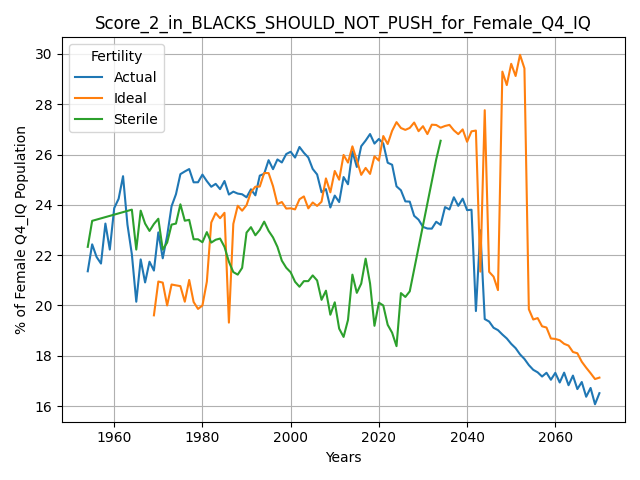 Score_2_in_BLACKS_SHOULD_NOT_PUSH_for_Female_Q4_IQ
Fertility
Actual
Ideal
Sterile
% of Female Q4_IQ Population
30
28
26
24
22
20
18
16
1960
1980
2000
2020
2040
2060
Years